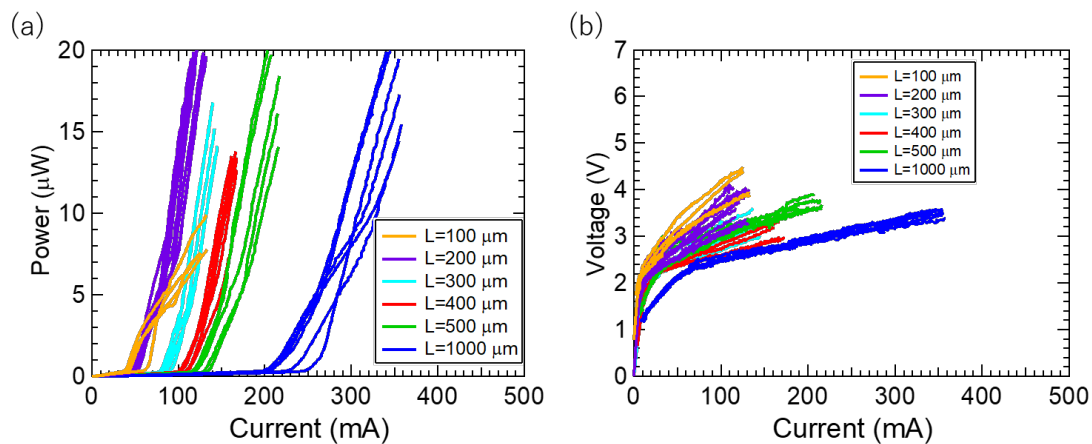 (a)
20
15
10
5
0
Power (μW)
0 100 200 300 400 500
Current (mA)
L=100 μm
L=200 μm
L=300 μm
L=400 μm
L=500 μm
L=1000 μm
(b)
7
6
5
4
3
2
1
0
Voltage (V)
0 100 200 300 400 500
Current (mA)
L=100 μm
L=200 μm
L=300 μm
L=400 μm
L=500 μm
L=1000 μm